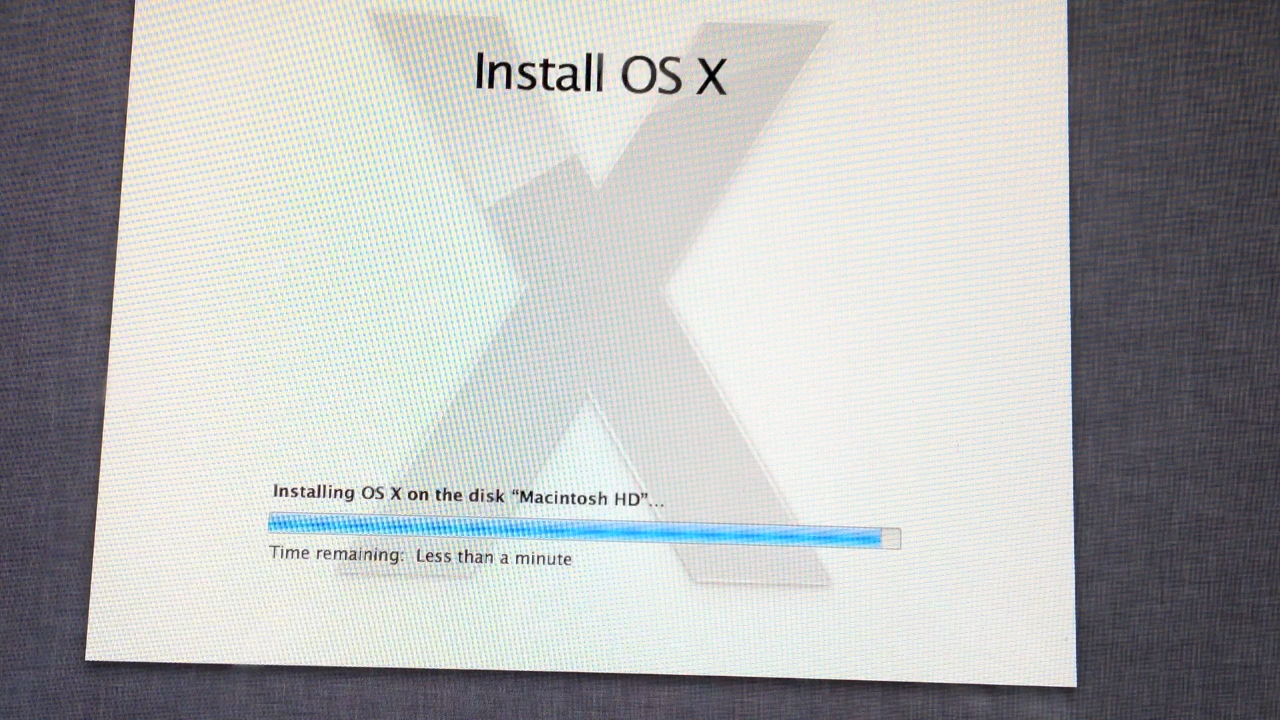 Install OS X
Installing OS X on the disk “Macintosh HD”...
Time remaining: Less than a minute